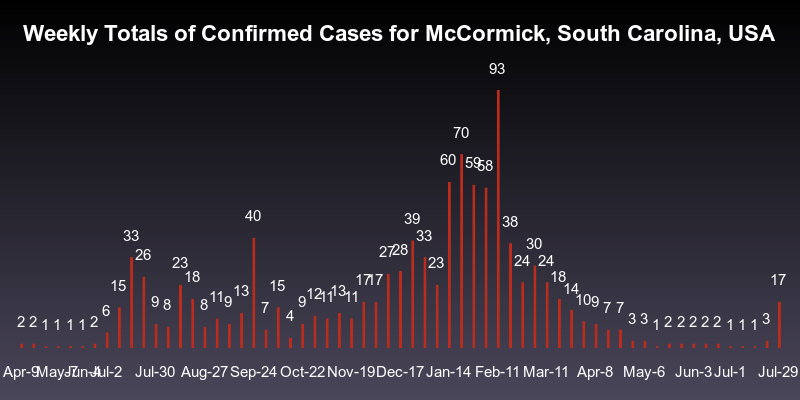 Weekly Totals of Confirmed Cases for McCormick, South Carolina, USA
2 2 1 1 1 1 2 6 15 33 26 9 8 23 18 8 11 9 13 40 7 15 4 9 12 11 13 11 17 17 27 28 39 33 23 60 70 59 58 93 38 24 30 24 18 14 10 9 7 7 3 3 1 2 2 2 2 2 1 1 1 3 17
Apr-9 May-7 Jun-4 Jul-2 Jul-30 Aug-27 Sep-24 Oct-22 Nov-19 Dec-17 Jan-14 Feb-11 Mar-11 Apr-8 May-6 Jun-3 Jul-1 Jul-29